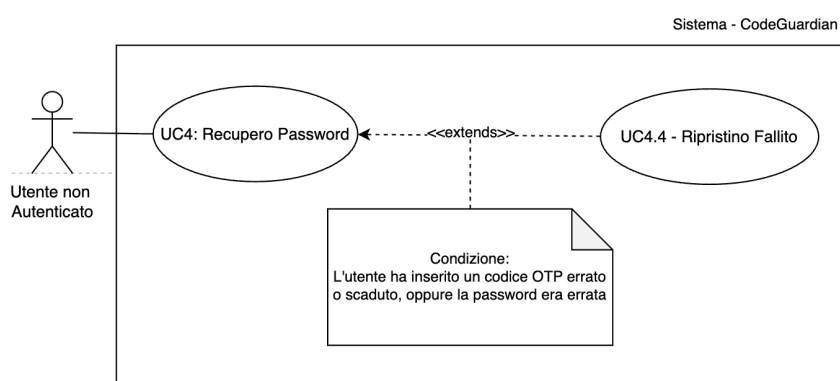 Sistema - CodeGuardian
UC4: Recupero Password
<<extends>>
UC4.4 - Ripristino Fallito
Utente non
Autenticato
Condizione:
L'utente ha inserito un codice OTP errato
o scaduto, oppure la password era errata